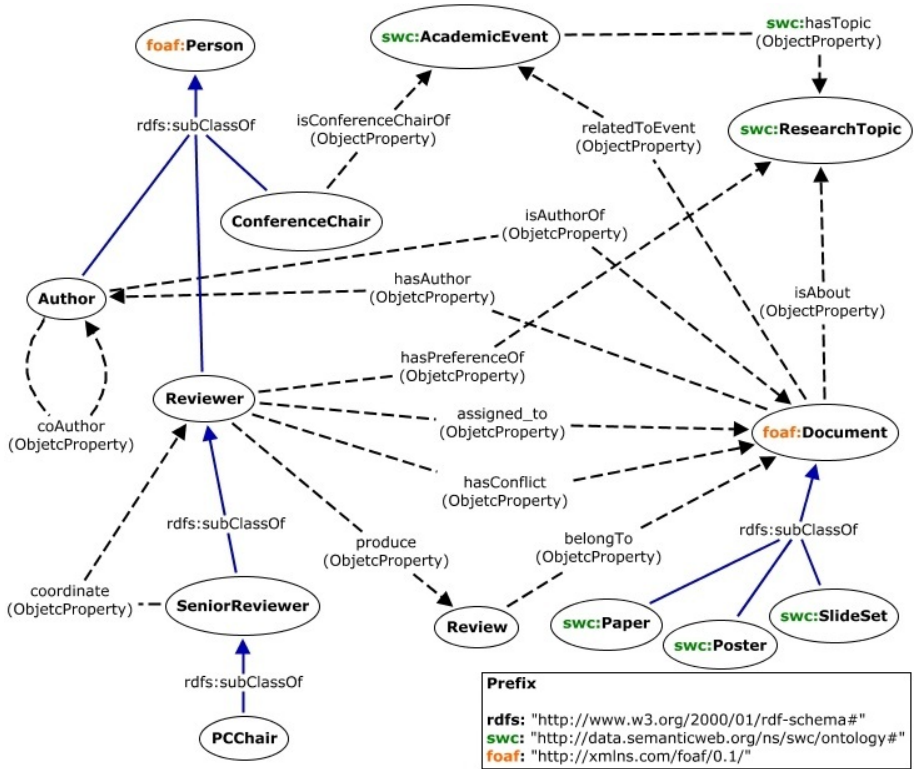 foaf:Person
swc:AcademicEvent
swc:hasTopic
(ObjectProperty)
rdfs:subClassOf
isConferenceChairOf
(ObjectProperty)
relatedToEvent
(ObjectProperty)
swc:ResearchTopic
ConferenceChair
isAuthorOf
(ObjetcProperty)
Author
hasAuthor
(ObjetcProperty)
isAbout
(ObjectProperty)
hasPreferenceOf
(ObjetcProperty)
Reviewer
coAuthor
(ObjetcProperty)
assigned_to
(ObjetcProperty)
foaf:Document
hasConflict
(ObjetcProperty)
rdfs:subClassOf
produce
(ObjetcProperty)
belongTo
(ObjetcProperty)
rdfs:subClassOf
coordinate
(ObjetcProperty)
SeniorReviewer
Review
swc:Paper
swc:Poster
swc:SlideSet
rdfs:subClassOf
PCChair
Prefix
rdfs: "http://www.w3.org/2000/01/rdf-schema#"
swc: "http://data.semanticweb.org/ns/swc/ontology#"
foaf: "http://xmlns.com/foaf/0.1/"